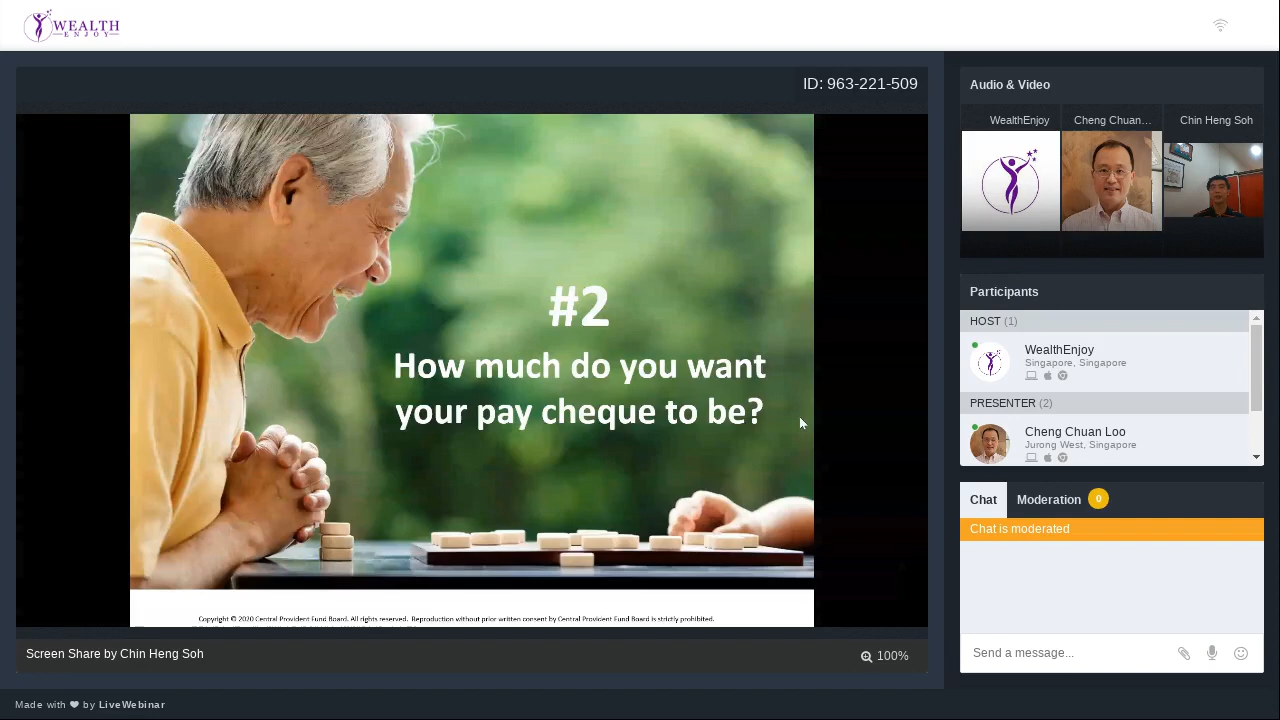 WEALTH
ENJOY
ID: 963-221-509
#2
How much do you want
your pay cheque to be?
Copyright © 2020 Central Provident Fund Board. All rights reserved. Reproduction without prior written consent by Central Provident Fund Board is strictly prohibited.
Screen Share by Chin Heng Soh
100%
Made with by LiveWebinar
Audio & Video
WealthEnjoy
Cheng Chuan...
Chin Heng Soh
Participants
HOST (1)
WealthEnjoy
Singapore, Singapore
PRESENTER (2)
Cheng Chuan Loo
Jurong West, Singapore
Chat Moderation 0
Chat is moderated
Send a message...